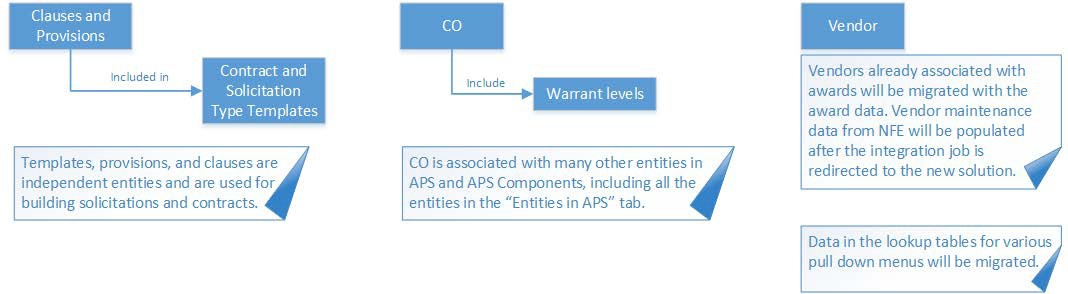 Clauses and
Provisions
Included in
Contract and
Solicitation
Type Templates
Templates, provisions, and clauses are
independent entities and are used for
building solicitations and contracts.
CO
Include
Warrant levels
CO is associated with many other entities in
APS and APS Components, including all the
entities in the “Entities in APS” tab.
Vendor
Vendors already associated with
awards will be migrated with the
award data. Vendor maintenance
data from NFE will be populated
after the integration job is
redirected to the new solution.
Data in the lookup tables for various
pull down menus will be migrated.